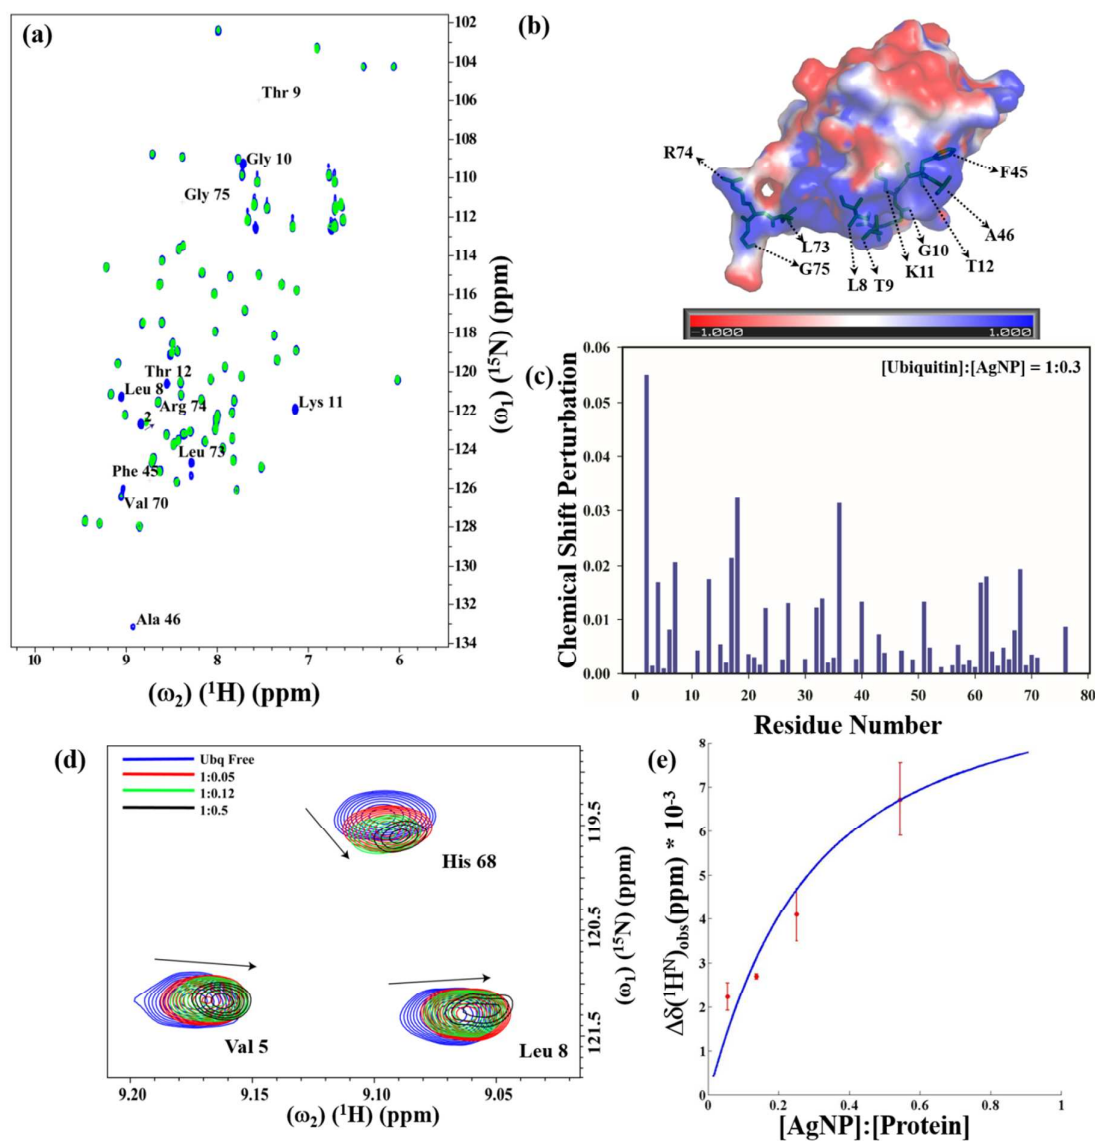 (a)
102
104
106
108
110
112
114
116
118
120
122
124
126
128
130
132
134
(ω₁) (¹⁵N) (ppm)
Thr 9
Gly 10
Gly 75
Thr 12
Leu 8
Arg 74
Lys 11
2
Leu 73
Phe 45
Val 70
Ala 46
10 9 8 7 6
(ω₂) (¹H) (ppm)
(b)
R74
F45
A46
L73
G10
T12
G75
K11
L8 T9
-1.000 1.000
(c)
[Ubiquitin]:[AgNP] = 1:0.3
Chemical Shift Perturbation
0.06
0.05
0.04
0.03
0.02
0.01
0.00
0 10 20 30 40 50 60 70 80
Residue Number
(d)
Ubq Free
1:0.05
1:0.12
1:0.5
His 68
Val 5
Leu 8
119.5
120.5
121.5
(ω₁) (¹⁵N) (ppm)
9.20 9.15 9.10 9.05
(ω₂) (¹H) (ppm)
(e)
Δδ(¹Hᴺ)obs(ppm) * 10⁻³
8
7
6
5
4
3
2
1
0
0 0.2 0.4 0.6 0.8 1
[AgNP]:[Protein]